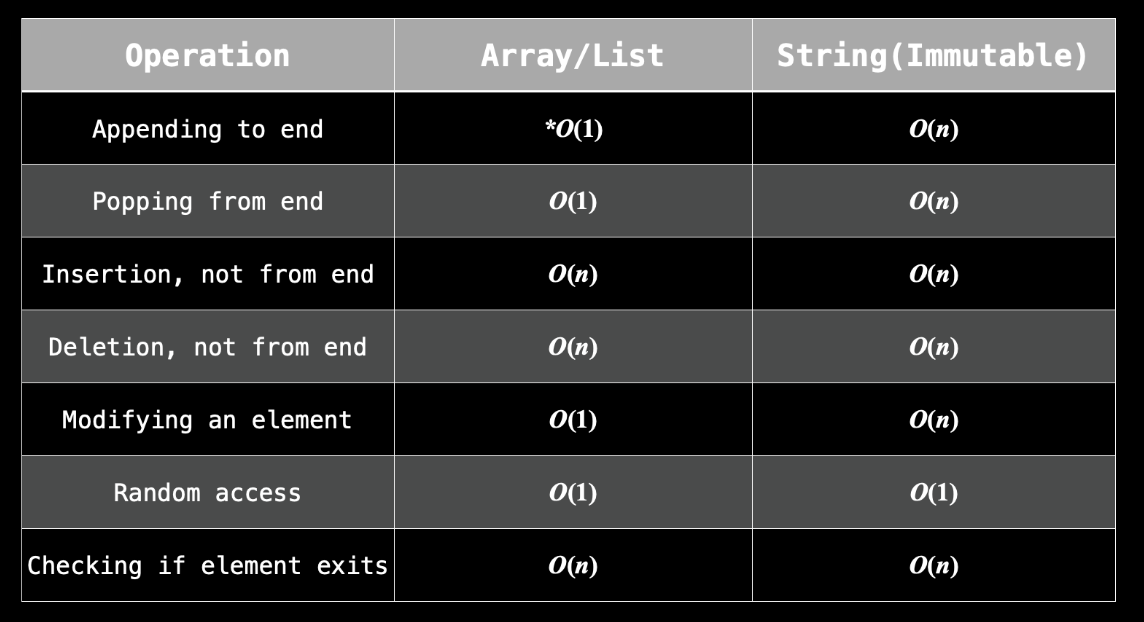 Operation Array/List String(Immutable)
Appending to end *O(1) O(n)
Popping from end O(1) O(n)
Insertion, not from end O(n) O(n)
Deletion, not from end O(n) O(n)
Modifying an element O(1) O(n)
Random access O(1) O(1)
Checking if element exits O(n) O(n)